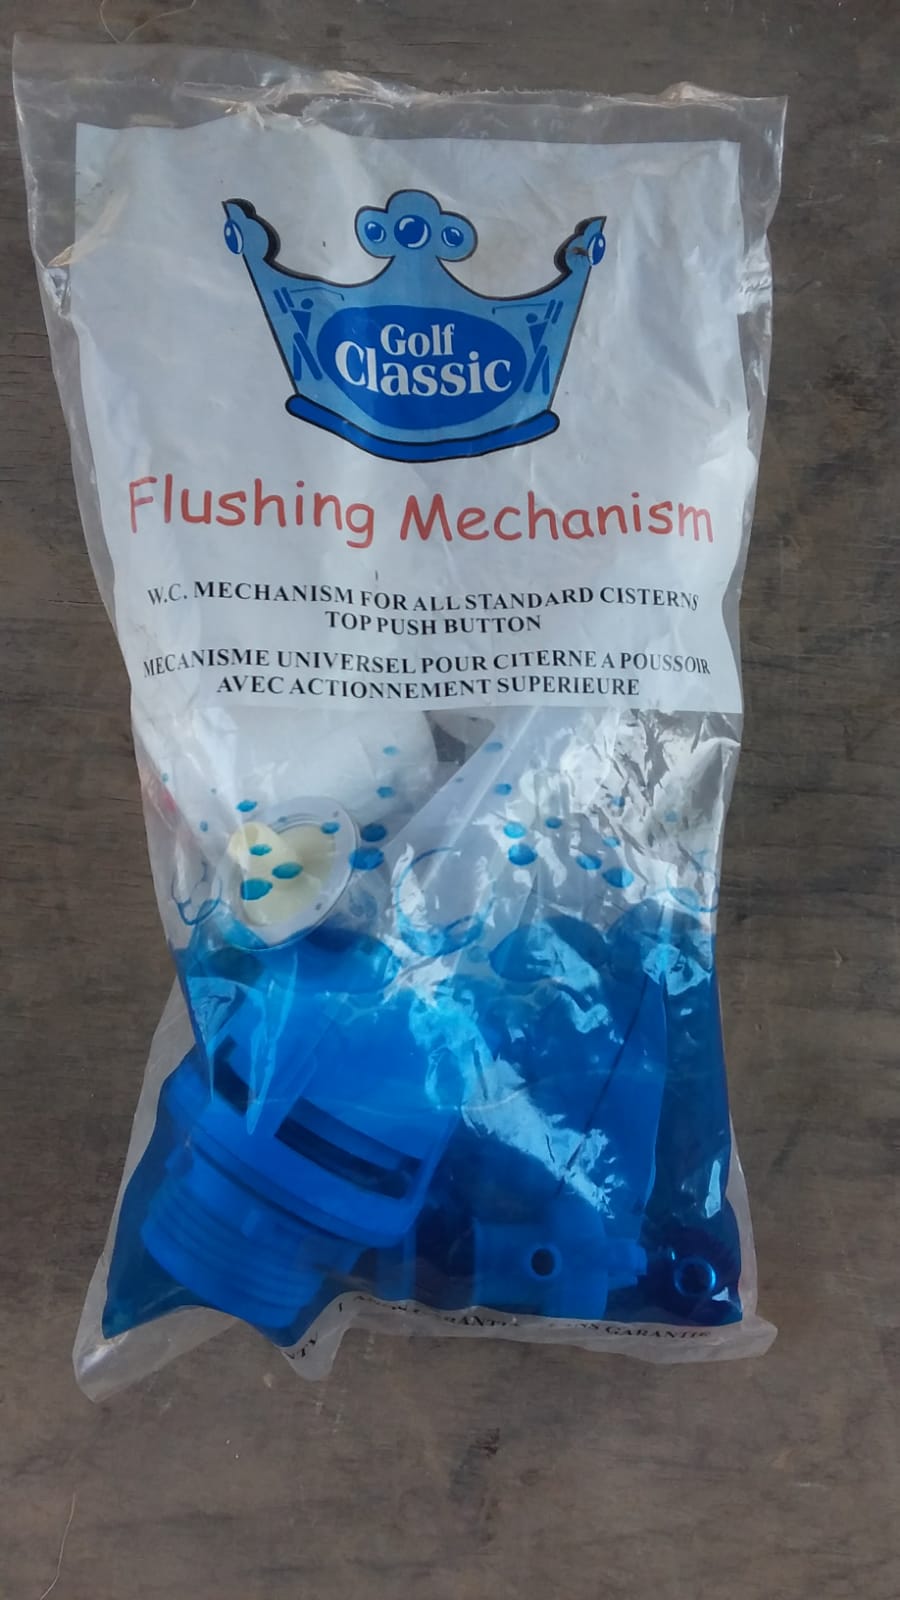 Golf
Classic
Flushing Mechanism
W.C. MECHANISM FOR ALL STANDARD CISTERNS
TOP PUSH BUTTON
MECANISME UNIVERSEL POUR CITERNE A POUSSOIR
AVEC ACTIONNEMENT SUPERIEURE
GARANTIE